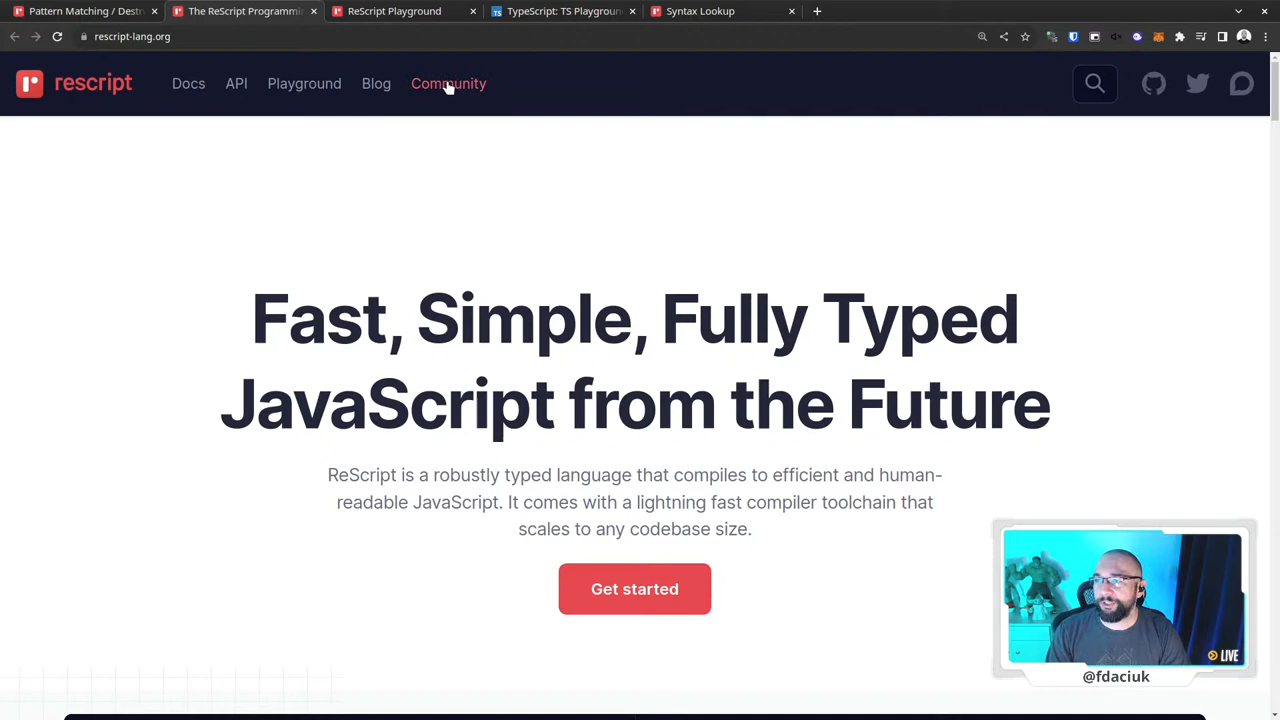 Pattern Matching / Destr
The ReScript Programmi
ReScript Playground
TypeScript: TS Playgroun
Syntax Lookup
rescript-lang.org
rescript
Docs
API
Playground
Blog
Community
Fast, Simple, Fully Typed
JavaScript from the Future
ReScript is a robustly typed language that compiles to efficient and human-
readable JavaScript. It comes with a lightning fast compiler toolchain that
scales to any codebase size.
Get started
LIVE
@fdaciuk